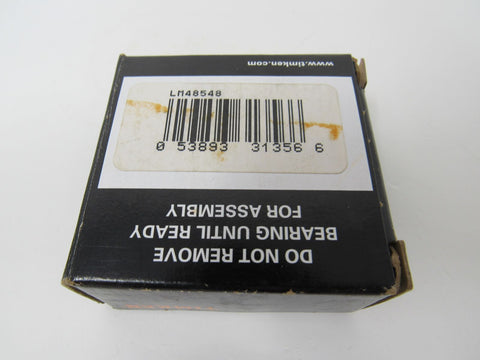 www.timken.com
LM48548
0 53893 31356 6
DO NOT REMOVE
BEARING UNTIL READY
FOR ASSEMBLY